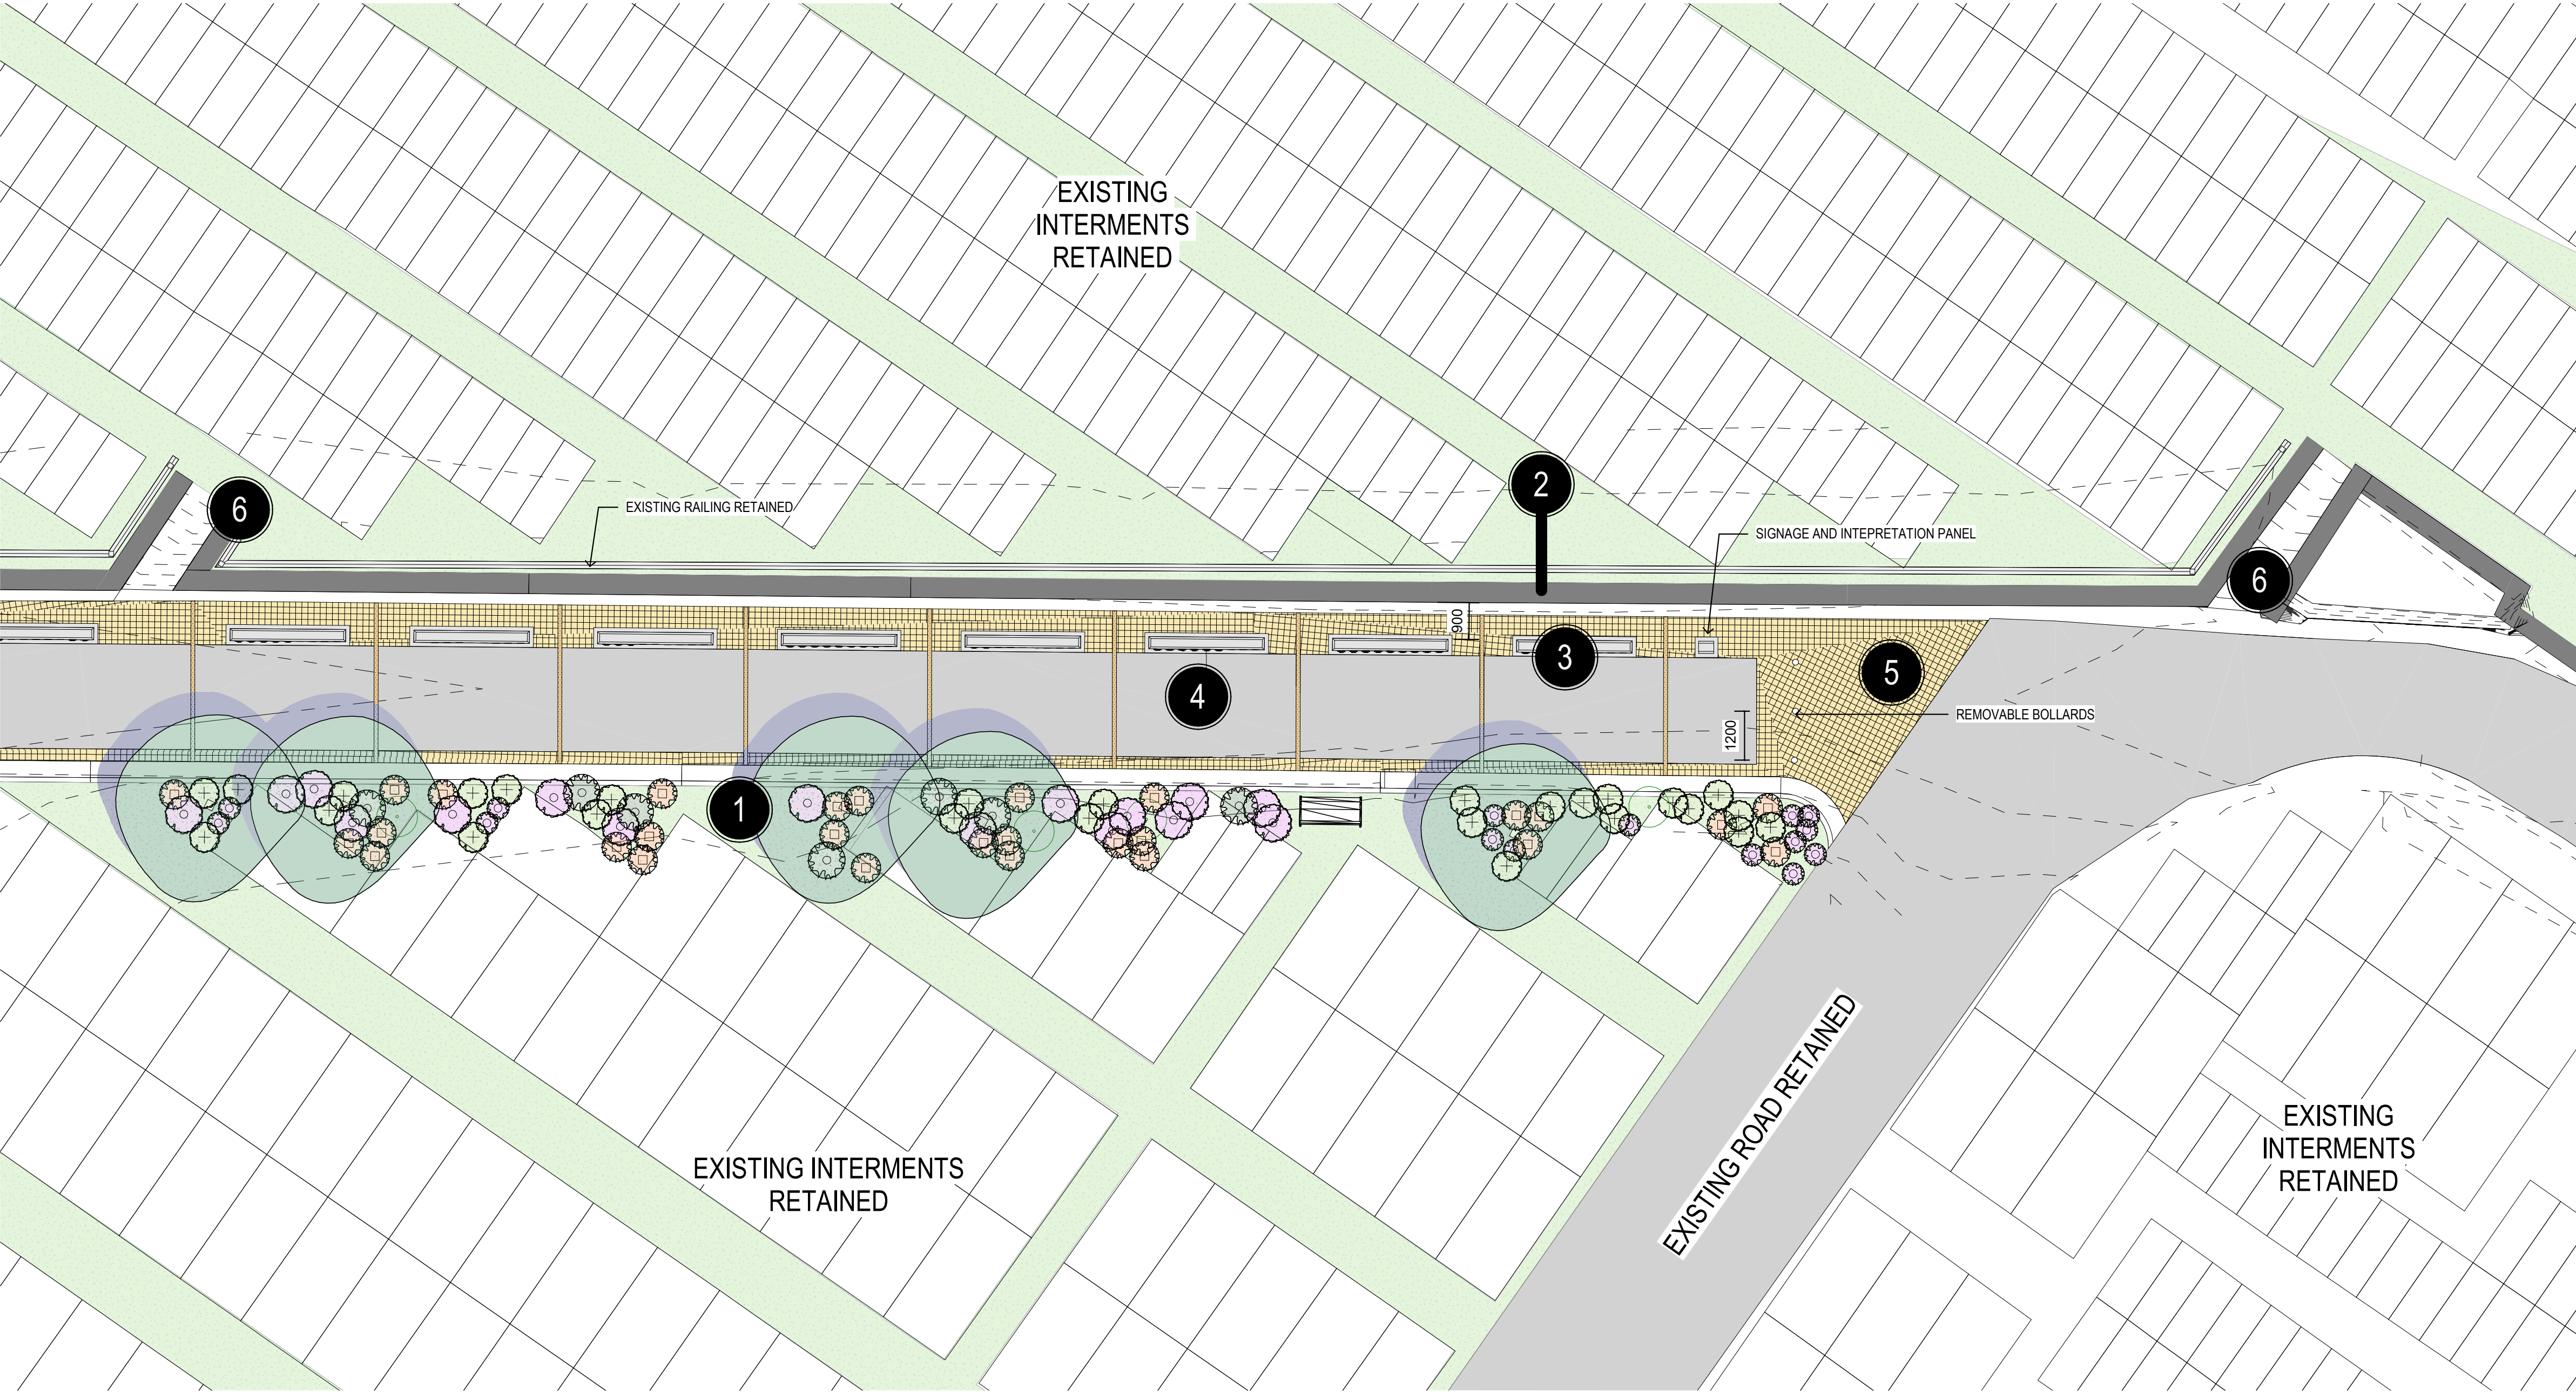 EXISTING
INTERMENTS
RETAINED
2
6
EXISTING RAILING RETAINED
SIGNAGE AND INTEPRETATION PANEL
6
900
3
5
4
REMOVABLE BOLLARDS
1200
1
EXISTING ROAD RETAINED
EXISTING INTERMENTS
RETAINED
EXISTING
INTERMENTS
RETAINED